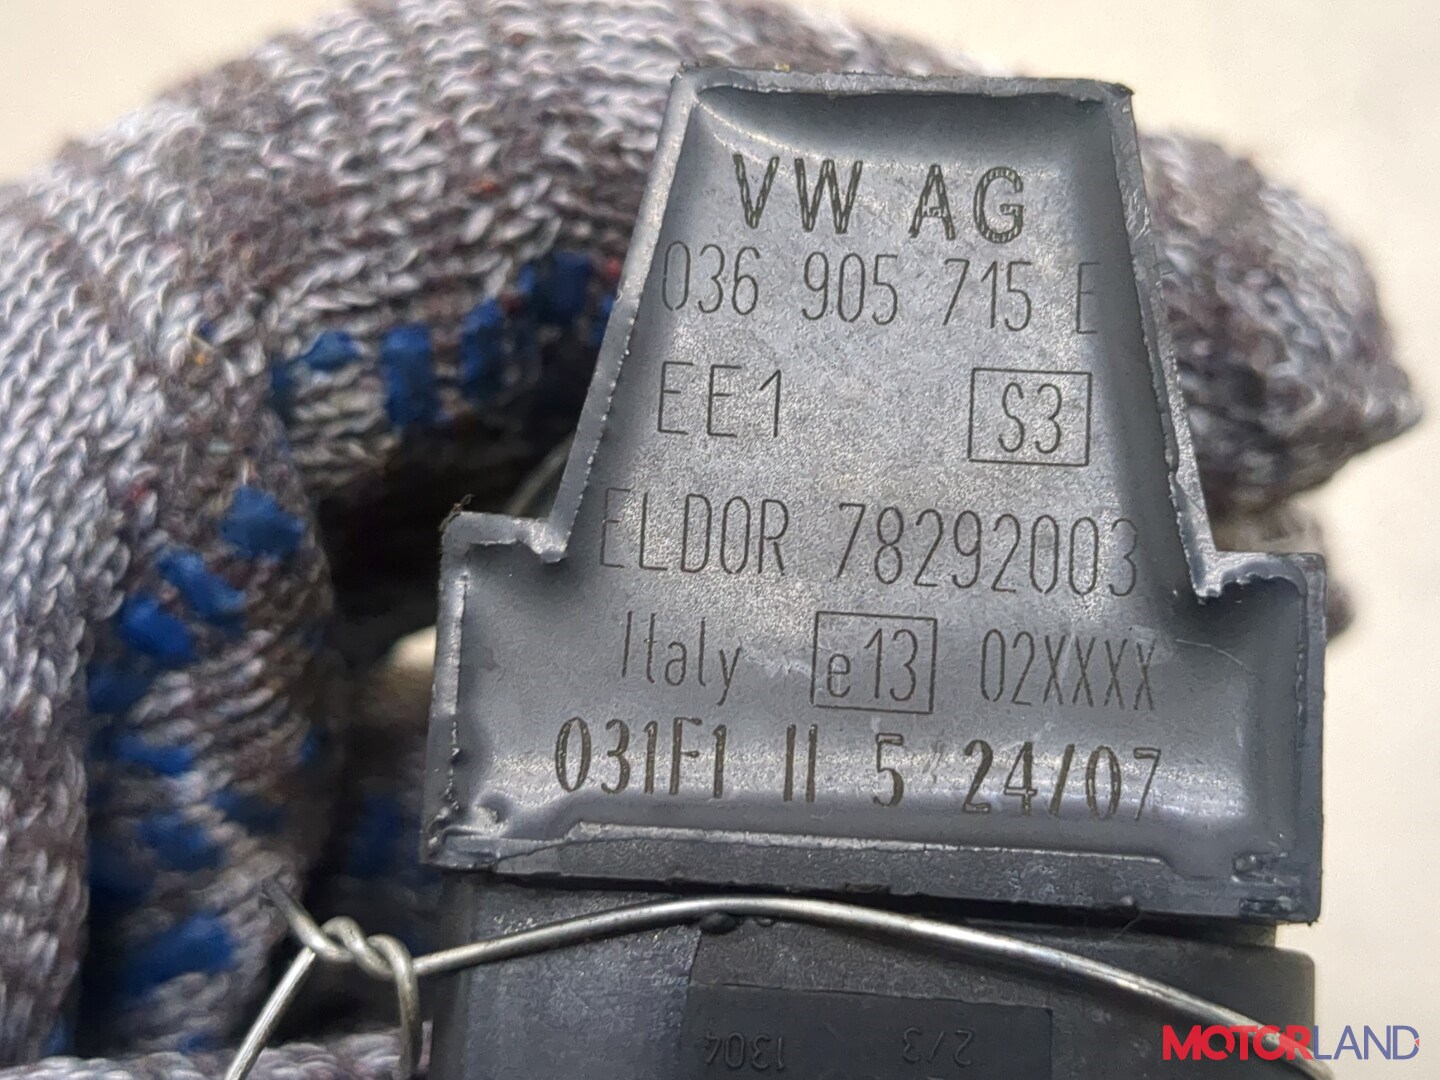 VW AG
036 905 715 E
EE1 S3
ELDOR 78292003
Italy e13 02XXXX
031F1 II 5 24/07
1304 2/3
MOTORLAND